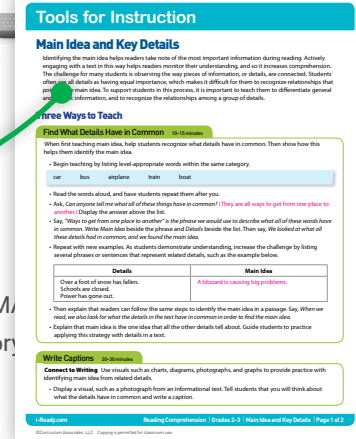 Tools for Instruction
Main Idea and Key Details
Identifying the main idea helps readers take note of the most important information during reading. Actively
engaging with a text in this way helps readers monitor their understanding, and so it increases comprehension.
The challenge for many students is observing the way pieces of information, or details, are connected. Students
often see all details as having equal importance, which makes it difficult for them to recognize relationships that
main idea. To support students in this process, it is important to teach them to differentiate general
information, and to recognize the relationships among a group of details.
Three Ways to Teach
Find What Details Have in Common 10–15 minutes
When first teaching main idea, help students recognize what details have in common. Then show how this
helps them identify the main idea.
• Begin teaching by listing level-appropriate words within the same category.
car bus airplane train boat
• Read the words aloud, and have students repeat them after you.
• Ask, Can anyone tell me what all of these things have in common? (They are all ways to get from one place to
another.) Display the answer above the list.
• Say, "Ways to get from one place to another" is the phrase we would use to describe what all of these words have
in common. Write Main Idea beside the phrase and Details beside the list. Then say, We looked at what all
these details had in common, and we found the main idea.
• Repeat with new examples. As students demonstrate understanding, increase the challenge by listing
several phrases or sentences that represent related details, such as the example below.
Details Main Idea
Over a foot of snow has fallen. A blizzard is causing big problems.
Schools are closed.
Power has gone out.
• Then explain that readers can follow the same steps to identify the main idea in a passage. Say, When we
read, we also look for what the details in the text have in common in order to find the main idea.
• Explain that main idea is the one idea that all the other details tell about. Guide students to practice
applying this strategy with details in a text.
Write Captions 20–30 minutes
Connect to Writing Use visuals such as charts, diagrams, photographs, and graphs to provide practice with
identifying main idea from related details.
• Display a visual, such as a photograph from an informational text. Tell students that you will think about
what the details have in common and write a caption.
i-Ready.com Reading Comprehension | Grades 2–3 | Main Idea and Key Details | Page 1 of 2
©Curriculum Associates, LLC Copying is permitted for classroom use.